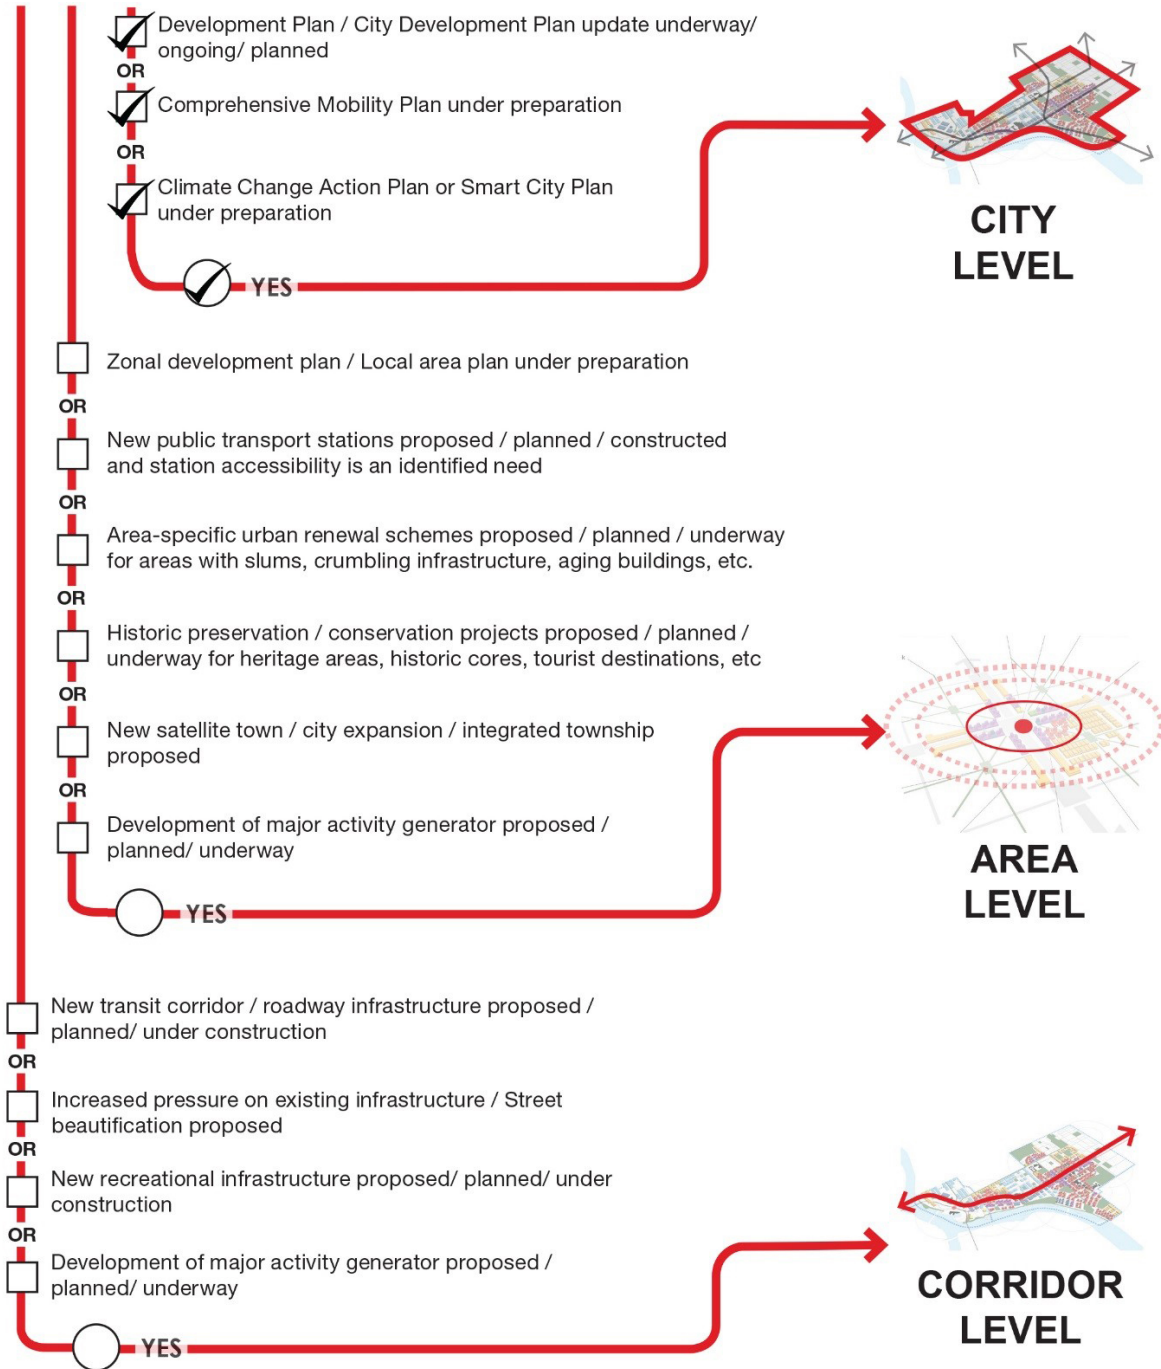 Development Plan / City Development Plan update underway/
ongoing/ planned
OR
Comprehensive Mobility Plan under preparation
OR
Climate Change Action Plan or Smart City Plan
under preparation
YES
CITY
LEVEL
Zonal development plan / Local area plan under preparation
OR
New public transport stations proposed / planned / constructed
and station accessibility is an identified need
OR
Area-specific urban renewal schemes proposed / planned / underway
for areas with slums, crumbling infrastructure, aging buildings, etc.
OR
Historic preservation / conservation projects proposed / planned /
underway for heritage areas, historic cores, tourist destinations, etc
OR
New satellite town / city expansion / integrated township
proposed
OR
Development of major activity generator proposed /
planned/ underway
YES
AREA
LEVEL
New transit corridor / roadway infrastructure proposed /
planned/ under construction
OR
Increased pressure on existing infrastructure / Street
beautification proposed
OR
New recreational infrastructure proposed/ planned/ under
construction
OR
Development of major activity generator proposed /
planned/ underway
YES
CORRIDOR
LEVEL